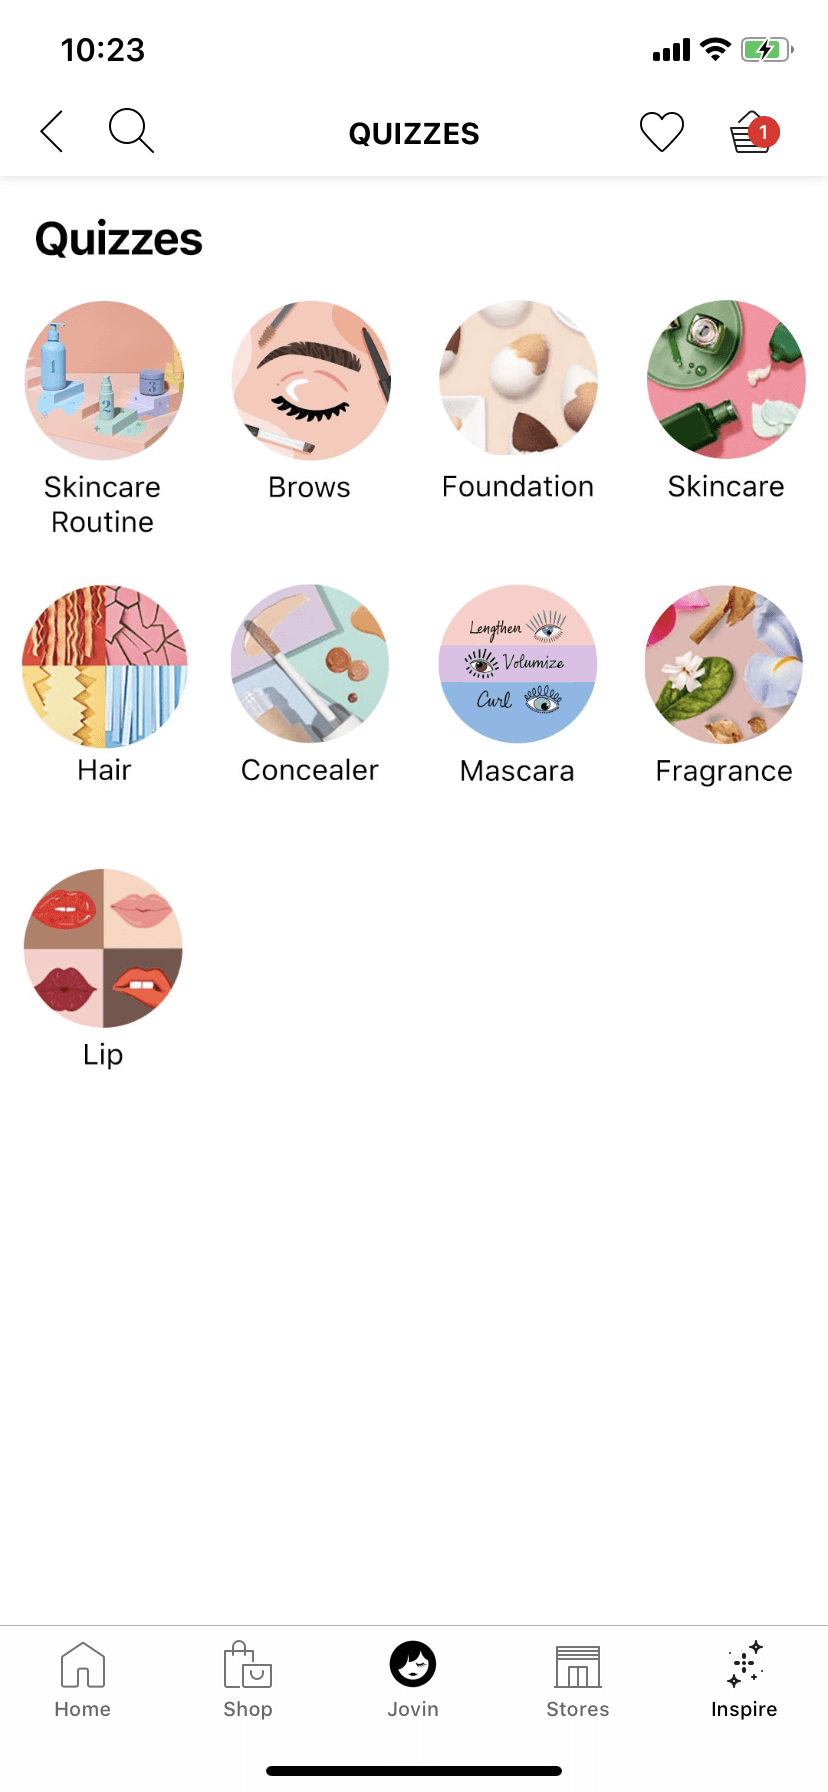 10:23
QUIZZES
1
Quizzes
1
2
3
Skincare
Routine
Brows
Foundation
Skincare
Hair
Concealer
Lengthen
Volumize
Curl
Mascara
Fragrance
Lip
Home
Shop
Jovin
Stores
Inspire